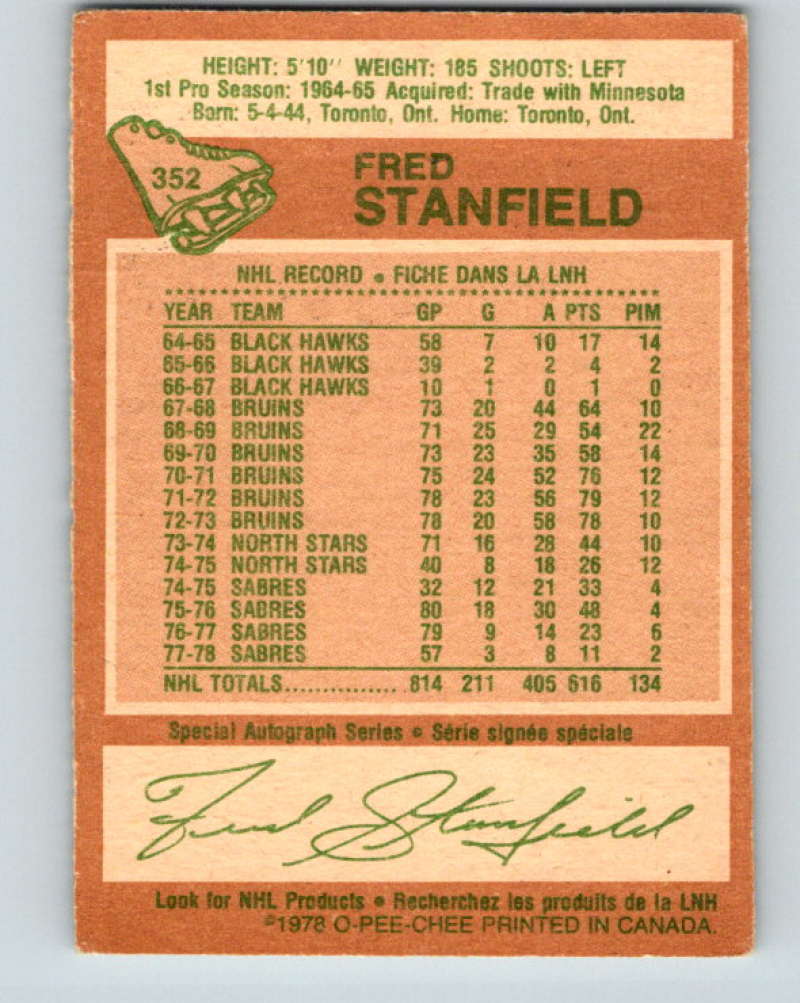 HEIGHT: 5'10'' WEIGHT: 185 SHOOTS: LEFT
1st Pro Season: 1964-65 Acquired: Trade with Minnesota
Born: 5-4-44, Toronto, Ont. Home: Toronto, Ont.
352
FRED
STANFIELD
NHL RECORD • FICHE DANS LA LNH
YEAR TEAM GP G A PTS PIM
64-65 BLACK HAWKS 58 7 10 17 14
65-66 BLACK HAWKS 39 2 2 4 2
66-67 BLACK HAWKS 10 1 0 1 0
67-68 BRUINS 73 20 44 64 10
68-69 BRUINS 71 25 29 54 22
69-70 BRUINS 73 23 35 58 14
70-71 BRUINS 75 24 52 76 12
71-72 BRUINS 78 23 56 79 12
72-73 BRUINS 78 20 58 78 10
73-74 NORTH STARS 71 16 28 44 10
74-75 NORTH STARS 40 8 18 26 12
74-75 SABRES 32 12 21 33 4
75-76 SABRES 80 18 30 48 4
76-77 SABRES 79 9 14 23 6
77-78 SABRES 57 3 8 11 2
NHL TOTALS................ 814 211 405 616 134
Special Autograph Series • Série signée spéciale
Fred Stanfield
Look for NHL Products • Recherchez les produits de la LNH
©1978 O-PEE-CHEE PRINTED IN CANADA.